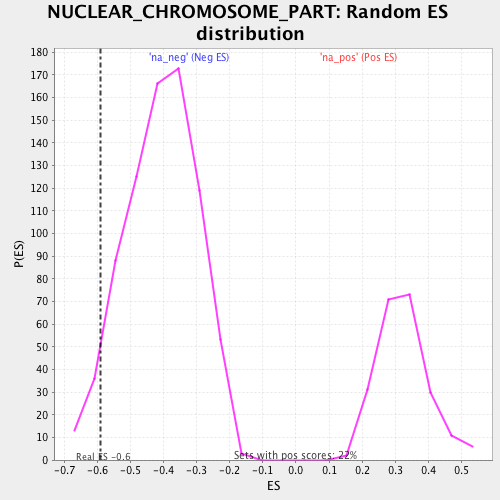 NUCLEAR_CHROMOSOME_PART: Random ES
distribution
'na_neg' (Neg ES)
'na_pos' (Pos ES)
180
170
160
150
140
130
120
110
100
90
80
70
60
50
40
30
20
10
0
P(ES)
Real ES -0.6
Sets with pos scores: 22%
-0.7 -0.6 -0.5 -0.4 -0.3 -0.2 -0.1 0.0 0.1 0.2 0.3 0.4 0.5
ES